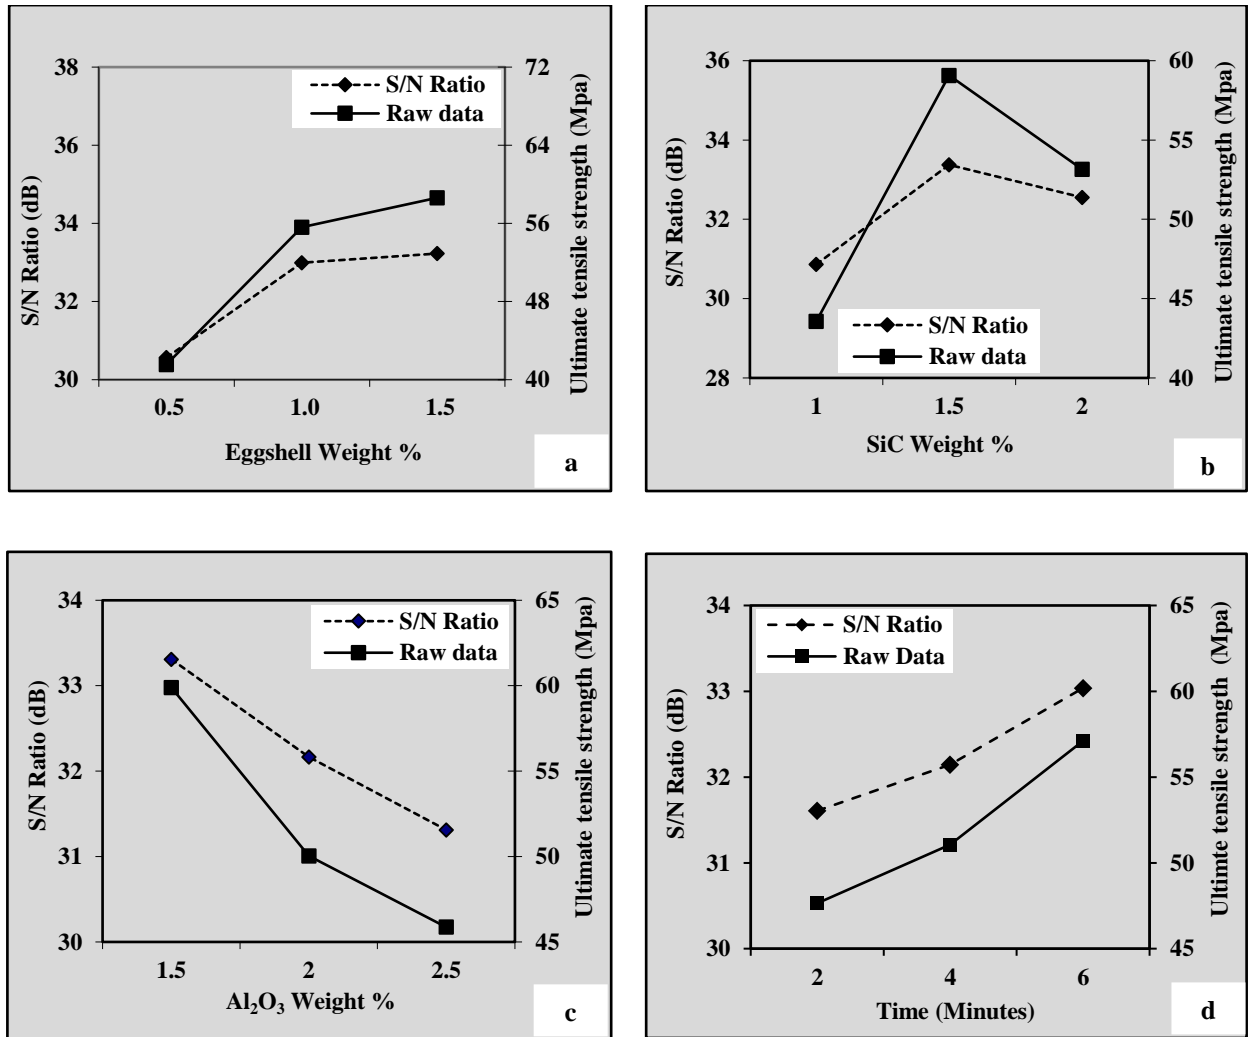 S/N Ratio (dB)
38
36
34
32
30
72
64
56
48
40
Ultimate tensile strength (Mpa)
S/N Ratio
Raw data
0.5 1.0 1.5
Eggshell Weight %
a
S/N Ratio (dB)
36
34
32
30
28
60
55
50
45
40
Ultimate tensile strength (Mpa)
S/N Ratio
Raw data
1 1.5 2
SiC Weight %
b
S/N Ratio (dB)
34
33
32
31
30
65
60
55
50
45
Ultimate tensile strength (Mpa)
S/N Ratio
Raw data
1.5 2 2.5
Al₂O₃ Weight %
c
S/N Ratio (dB)
34
33
32
31
30
65
60
55
50
45
Ultimte tensile strength (Mpa)
S/N Ratio
Raw Data
2 4 6
Time (Minutes)
d